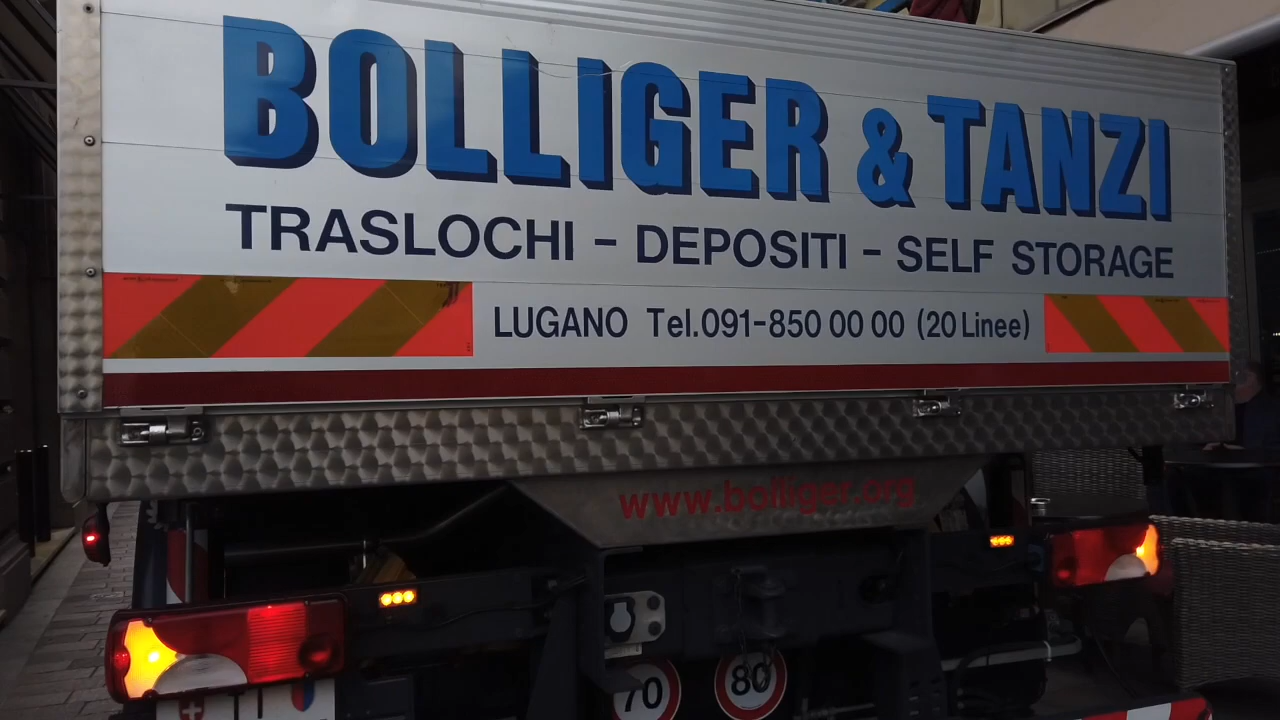 BOLLIGER & TANZI
TRASLOCHI - DEPOSITI - SELF STORAGE
LUGANO Tel.091-850 00 00 (20 Linee)
www.bolliger.org
70
80
TI